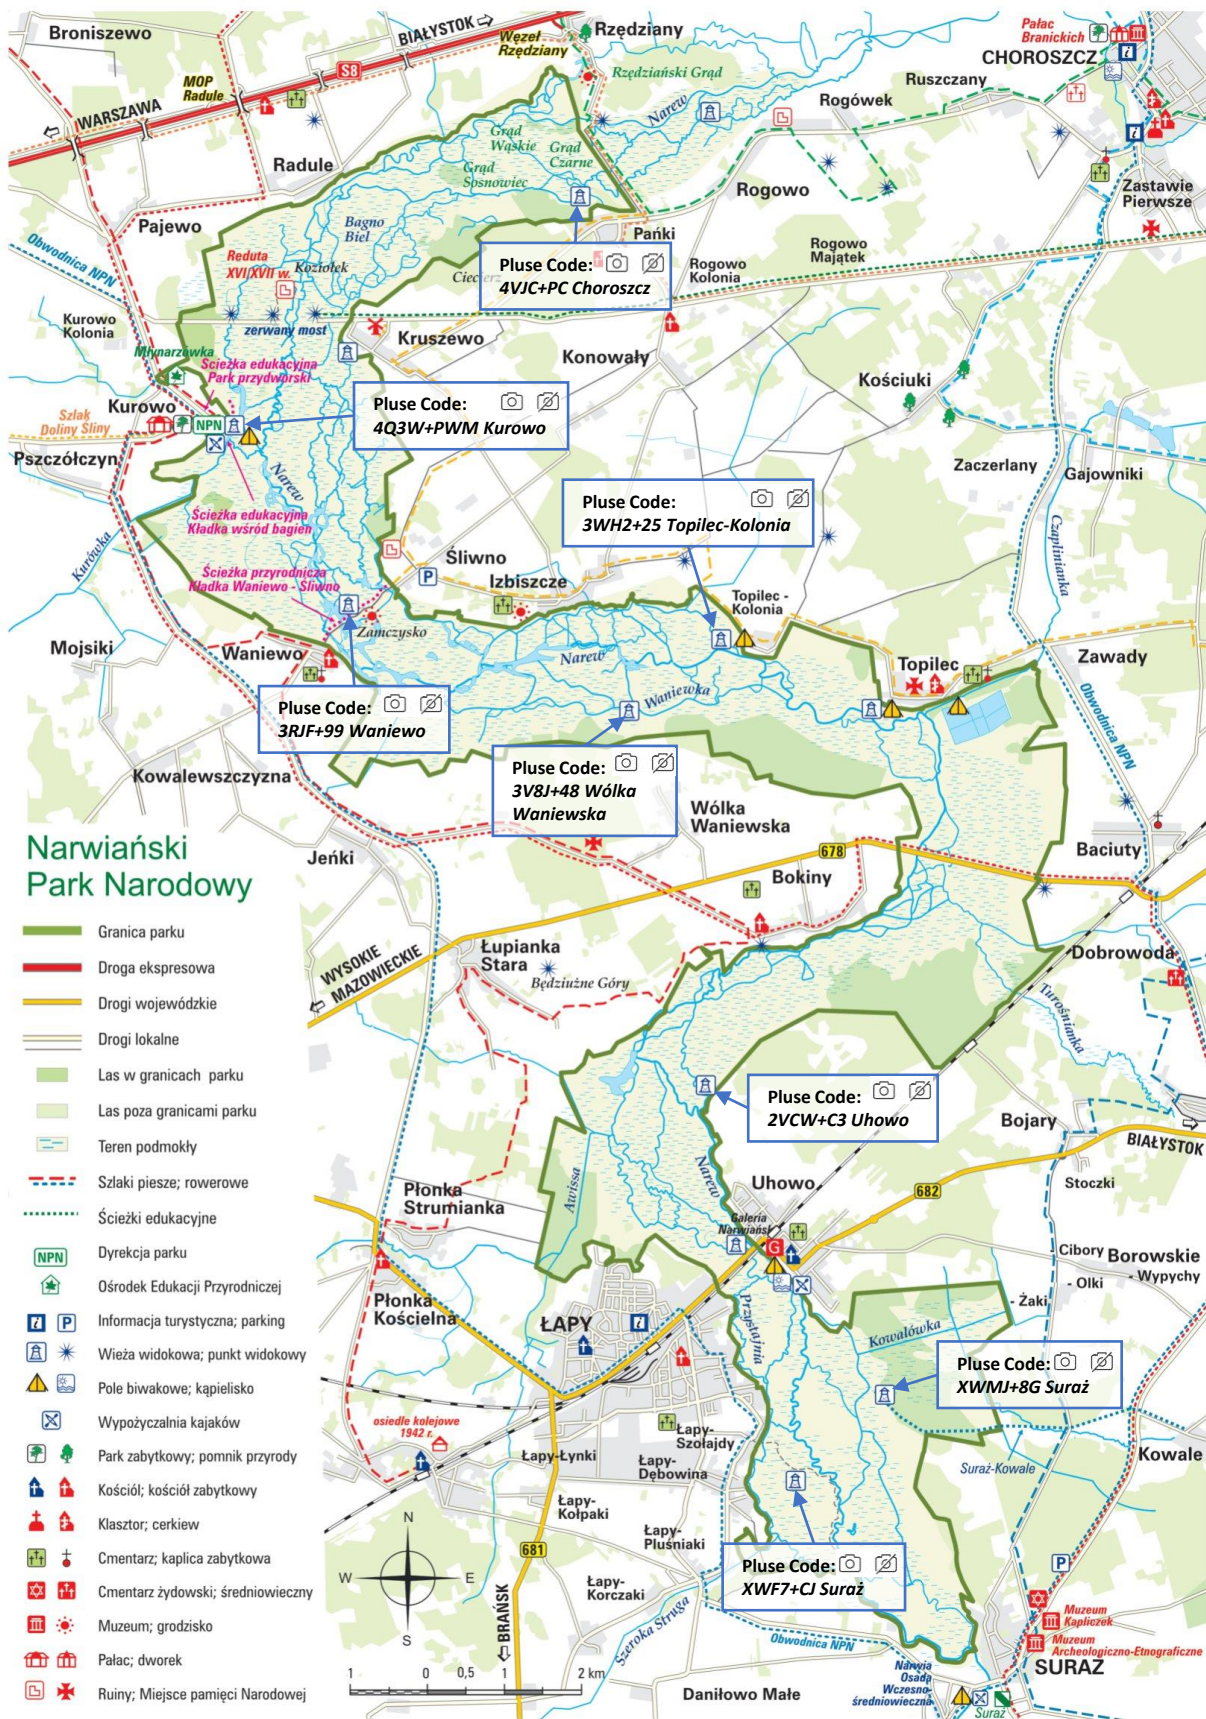 Broniszewo
BIAŁYSTOK
Węzeł
Rzędziany
Rzędziany
Pałac
Branickich
CHOROSZCZ
MOP
Radule
S8
Rzędziański Grąd
Ruszczany
WARSZAWA
Narew
Rogówek
Radule
Grąd
Wąskie
Grąd
Czarne
Grąd
Sosnowiec
Rogowo
Zastawie
Pierwsze
Pajewo
Bagno
Biel
Pańki
Obwodnica NPN
Reduta
XVI/XVII w.
Koziołek
Ciecierz
Pluse Code:
4VJC+PC Choroszcz
Rogowo
Kolonia
Rogowo
Majątek
Kurowo
Kolonia
zerwany most
Kruszewo
Konowały
Młynarzówka
Ścieżka edukacyjna
Park przydworski
Kościuki
Kurowo
NPN
Szlak
Doliny Śliny
Pluse Code:
4Q3W+PWM Kurowo
Pszczółczyn
Zaczerlany
Gajowniki
Narew
Ścieżka edukacyjna
Kładka wśród bagien
Pluse Code:
3WH2+25 Topilec-Kolonia
Czaplinianka
Kurówka
Śliwno
P
Ścieżka przyrodnicza
Kładka Waniewo - Śliwno
Izbiszcze
Topilec -
Kolonia
Zamczysko
Mojsiki
Waniewo
Narew
Topilec
Zawady
Waniewka
Pluse Code:
3RJF+99 Waniewo
Obwodnica NPN
Kowalewszczyzna
Pluse Code:
3V8J+48 Wólka
Waniewska
Wólka
Waniewska
Narwiański
Park Narodowy
Jeńki
678
Baciuty
Bokiny
Granica parku
Droga ekspresowa
Drogi wojewódzkie
Drogi lokalne
Las w granicach parku
Las poza granicami parku
Teren podmokły
Szlaki piesze; rowerowe
Ścieżki edukacyjne
NPN
Dyrekcja parku
Ośrodek Edukacji Przyrodniczej
i P
Informacja turystyczna; parking
Wieża widokowa; punkt widokowy
Pole biwakowe; kąpielisko
Wypożyczalnia kajaków
Park zabytkowy; pomnik przyrody
Kościół; kościół zabytkowy
Klasztor; cerkiew
Cmentarz; kaplica zabytkowa
Cmentarz żydowski; średniowieczny
Muzeum; grodzisko
Pałac; dworek
Ruiny; Miejsce pamięci Narodowej
WYSOKIE
MAZOWIECKIE
Łupianka
Stara
Będziużne Góry
Dobrowoda
Turośnianka
Pluse Code:
2VCW+C3 Uhowo
Bojary
BIAŁYSTOK
Awissa
Narew
Płonka
Strumianka
Uhowo
682
Stoczki
Galeria
Narwiańska
G
Cibory
Borowskie
- Olki
- Wypychy
- Żaki
Płonka
Kościelna
ŁAPY
i
Przystajnia
Kowalówka
Pluse Code:
XWMJ+8G Suraż
osiedle kolejowe
1942 r.
Łapy-
Szołajdy
Łapy-Łynki
Łapy-
Dębowina
Suraż-Kowale
Kowale
Łapy-
Kołpaki
Łapy-
Pluśniaki
N
W
E
S
681
Pluse Code:
XWF7+CJ Suraż
P
Łapy-
Korczaki
BRAŃSK
Szeroka Struga
Obwodnica NPN
Muzeum
Kapliczek
Muzeum
Archeologiczno-Etnograficzne
SURAŻ
1 0 0,5 1 2 km
Daniłowo Małe
Narwia
Osada
Wczesno-
średniowieczna
Suraż